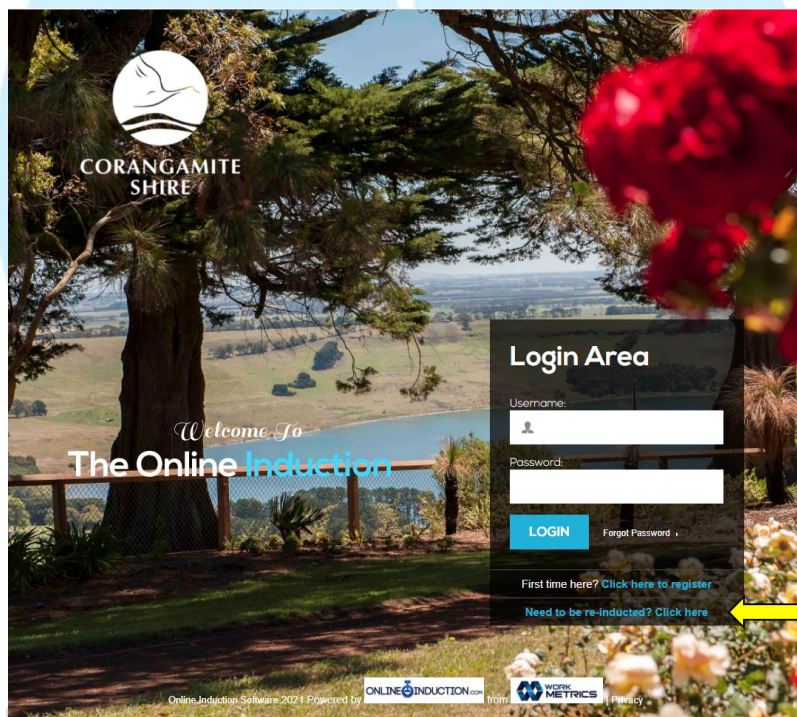 CORANGAMITE
SHIRE
Login Area
Username:
Welcome To
The Online Induction
Password:
LOGIN Forgot Password ›
First time here? Click here to register
Need to be re-inducted? Click here
Online Induction Software 2021 Powered by ONLINE INDUCTION.COM from WORK METRICS | Privacy